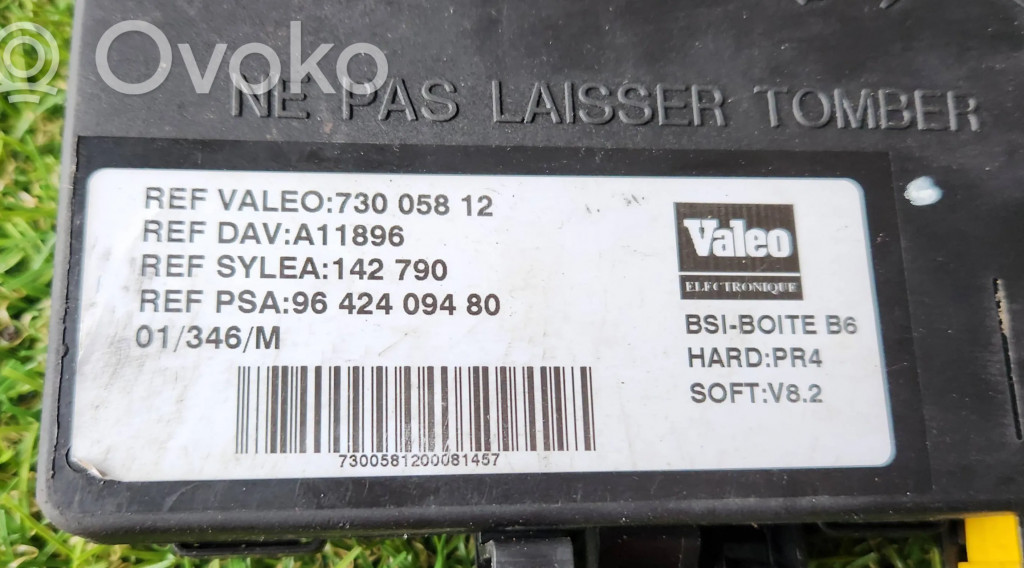 Ovoko
NE PAS LAISSER TOMBER
REF VALEO:730 058 12
REF DAV:A11896
REF SYLEA:142 790
REF PSA:96 424 094 80
01/346/M
7300581200081457
Valeo
ELECTRONIQUE
BSI-BOITE B6
HARD:PR4
SOFT:V8.2